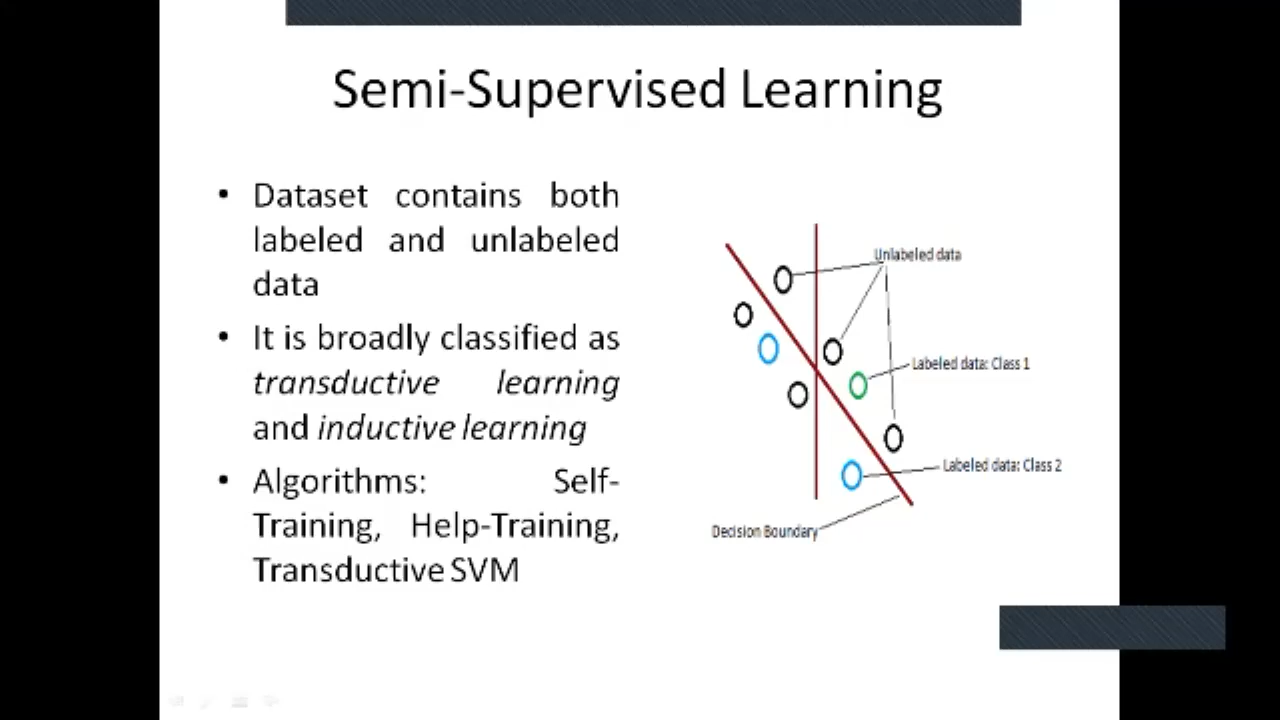 Semi-Supervised Learning
• Dataset contains both
labeled and unlabeled
data
• It is broadly classified as
transductive learning
and inductive learning
• Algorithms: Self-
Training, Help-Training,
Transductive SVM
Unlabeled data
Labeled data: Class 1
Labeled data: Class 2
Decision Boundary